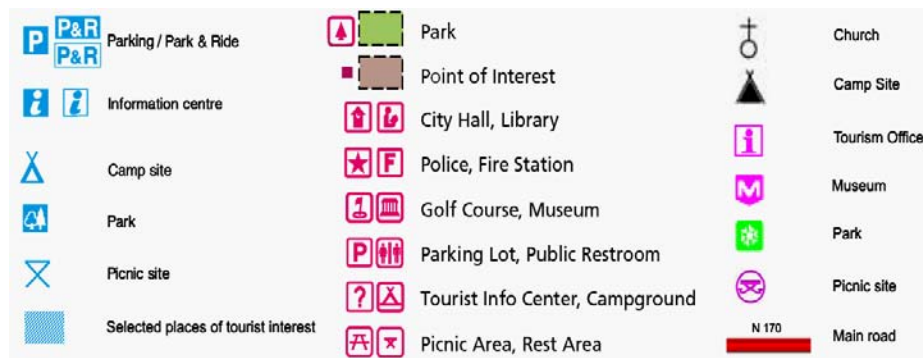 P P&R Parking / Park & Ride
P&R
i i Information centre
Camp site
Park
Picnic site
Selected places of tourist interest
Park
Point of Interest
City Hall, Library
F Police, Fire Station
Golf Course, Museum
P Parking Lot, Public Restroom
? Tourist Info Center, Campground
Picnic Area, Rest Area
Church
Camp Site
i Tourism Office
M Museum
Park
Picnic site
N 170 Main road